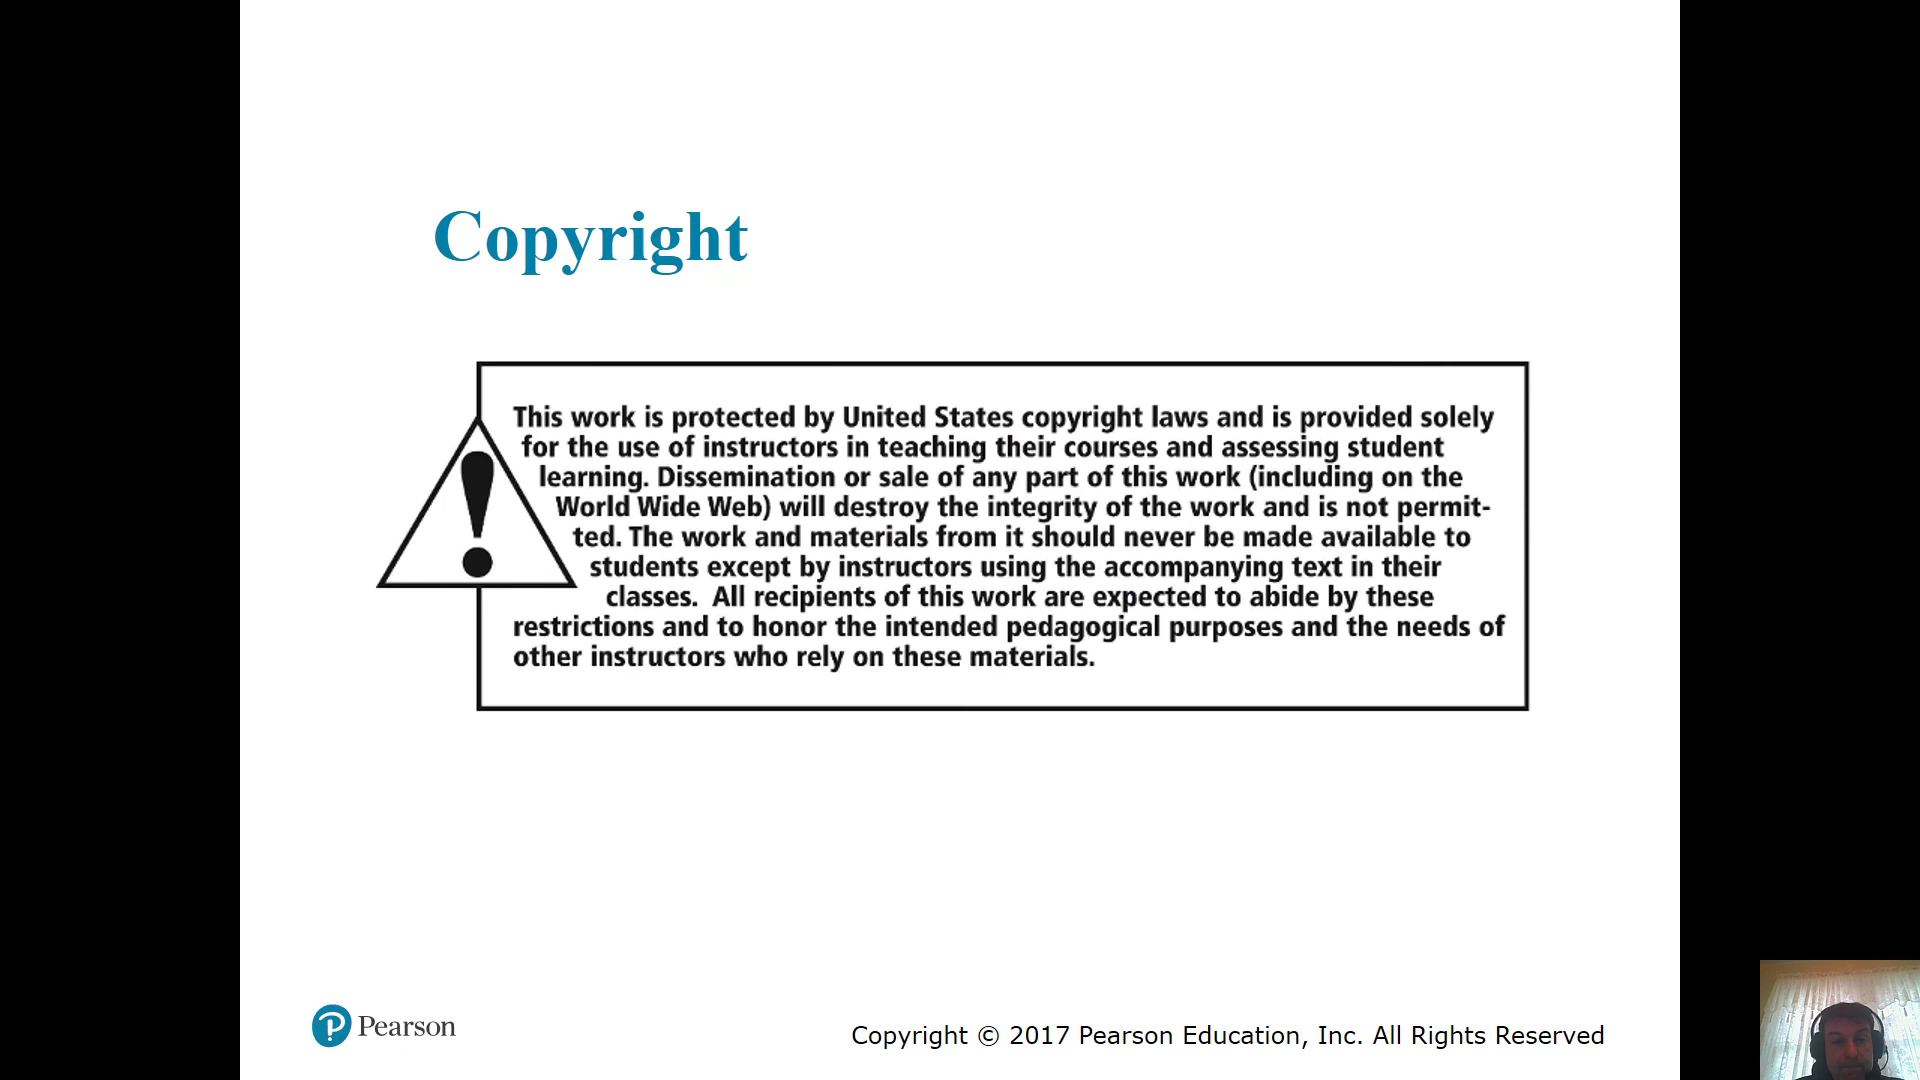 Copyright
This work is protected by United States copyright laws and is provided solely
for the use of instructors in teaching their courses and assessing student
learning. Dissemination or sale of any part of this work (including on the
World Wide Web) will destroy the integrity of the work and is not permit-
ted. The work and materials from it should never be made available to
students except by instructors using the accompanying text in their
classes. All recipients of this work are expected to abide by these
restrictions and to honor the intended pedagogical purposes and the needs of
other instructors who rely on these materials.
Pearson
Copyright © 2017 Pearson Education, Inc. All Rights Reserved